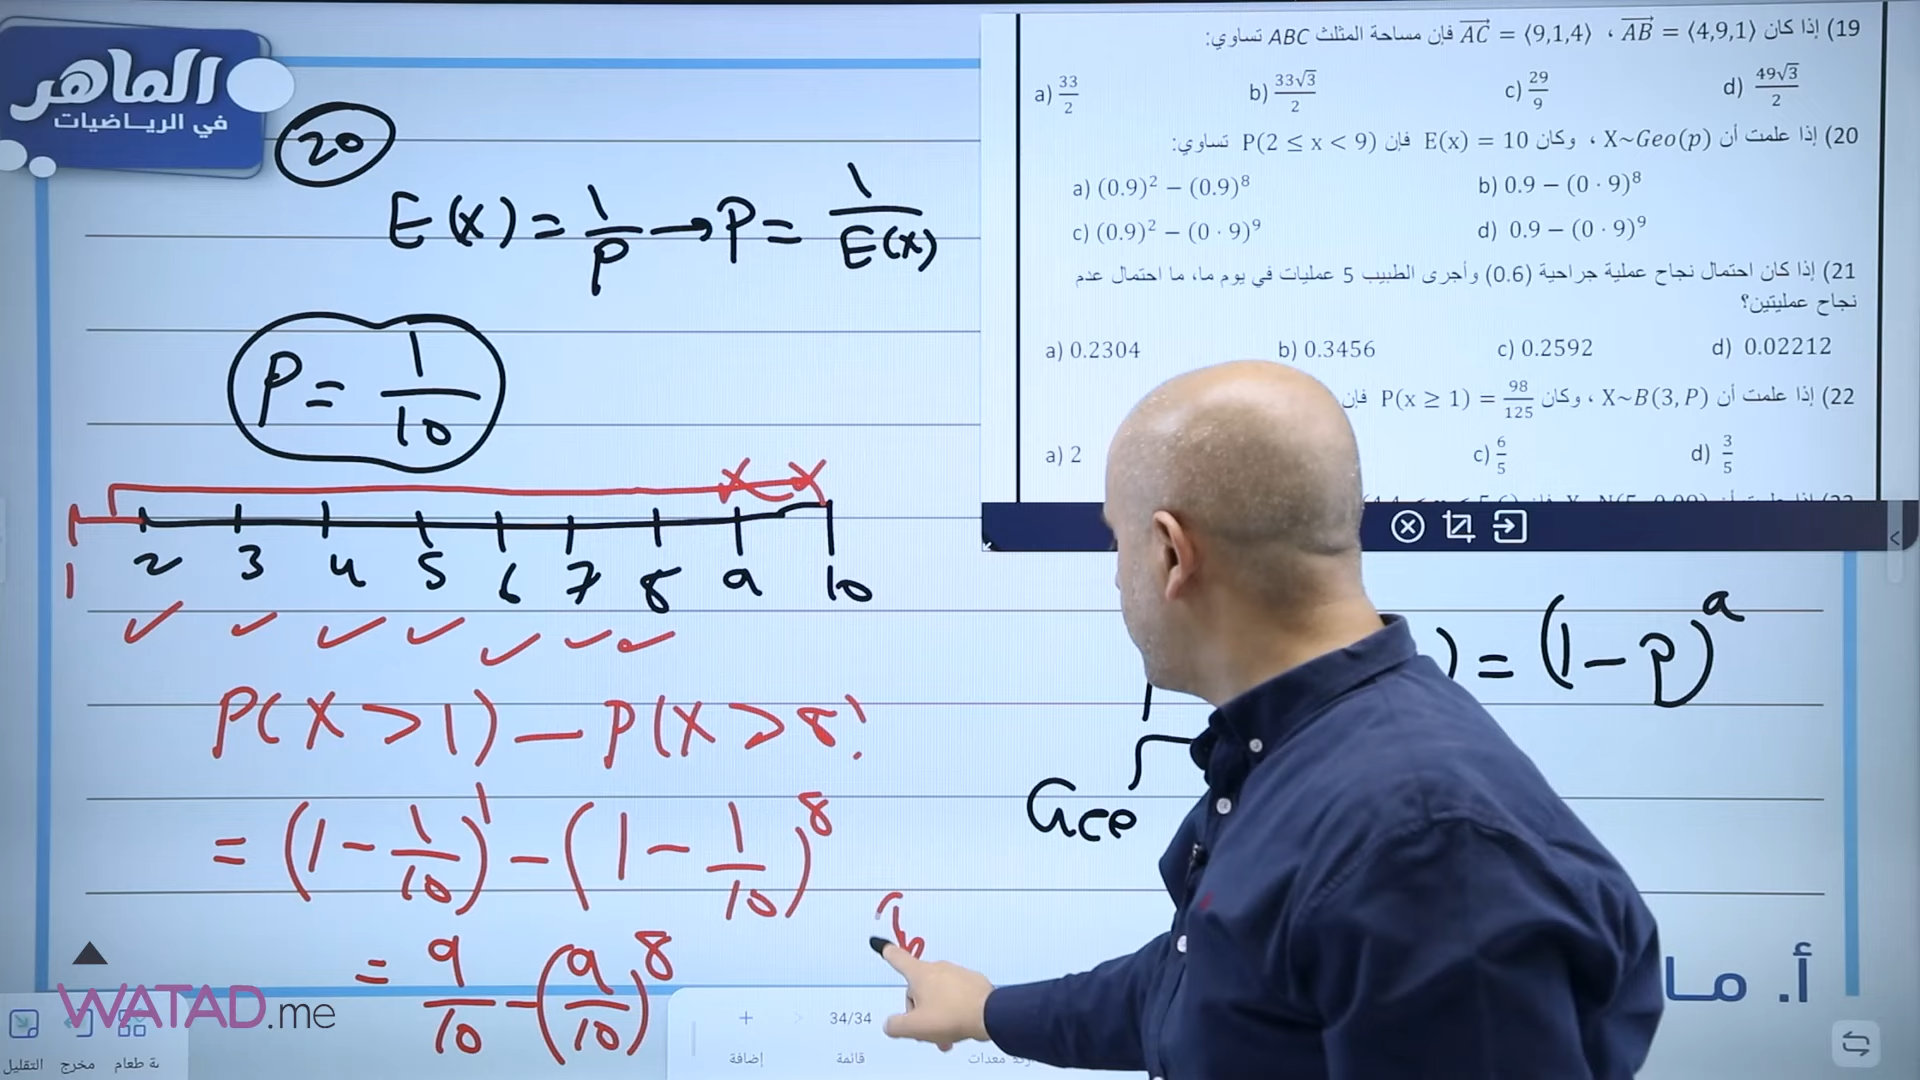 الماهر
في الرياضيات
20
E(x) = 1/P → P = 1/E(x)
P = 1/10
1 2 3 4 5 6 7 8 9 10
P(X > 1) − P(X > 8)
= (1 − 1/10)^1 − (1 − 1/10)^8
= 9/10 − (9/10)^8
b
) = (1 − P)^a
Geo
19) إذا كان AB = ⟨4,9,1⟩ ، AC = ⟨9,1,4⟩ فإن مساحة المثلث ABC تساوي:
a) 33/2 b) 33√3/2 c) 29/9 d) 49√3/2
20) إذا علمت أن X~Geo(p) ، وكان E(x) = 10 فإن P(2 ≤ x < 9) تساوي:
a) (0.9)^2 − (0.9)^8 b) 0.9 − (0 · 9)^8
c) (0.9)^2 − (0 · 9)^9 d) 0.9 − (0 · 9)^9
21) إذا كان احتمال نجاح عملية جراحية (0.6) وأجرى الطبيب 5 عمليات في يوم ما، ما احتمال عدم
نجاح عمليتين؟
a) 0.2304 b) 0.3456 c) 0.2592 d) 0.02212
22) إذا علمت أن X~B(3, P) ، وكان P(x ≥ 1) = 98/125 فإن
a) 2 c) 6/5 d) 3/5
أ. مـا
WATAD.me
التقليل
مخرج
ة طعام
34/34
إضافة
قائمة
معدات